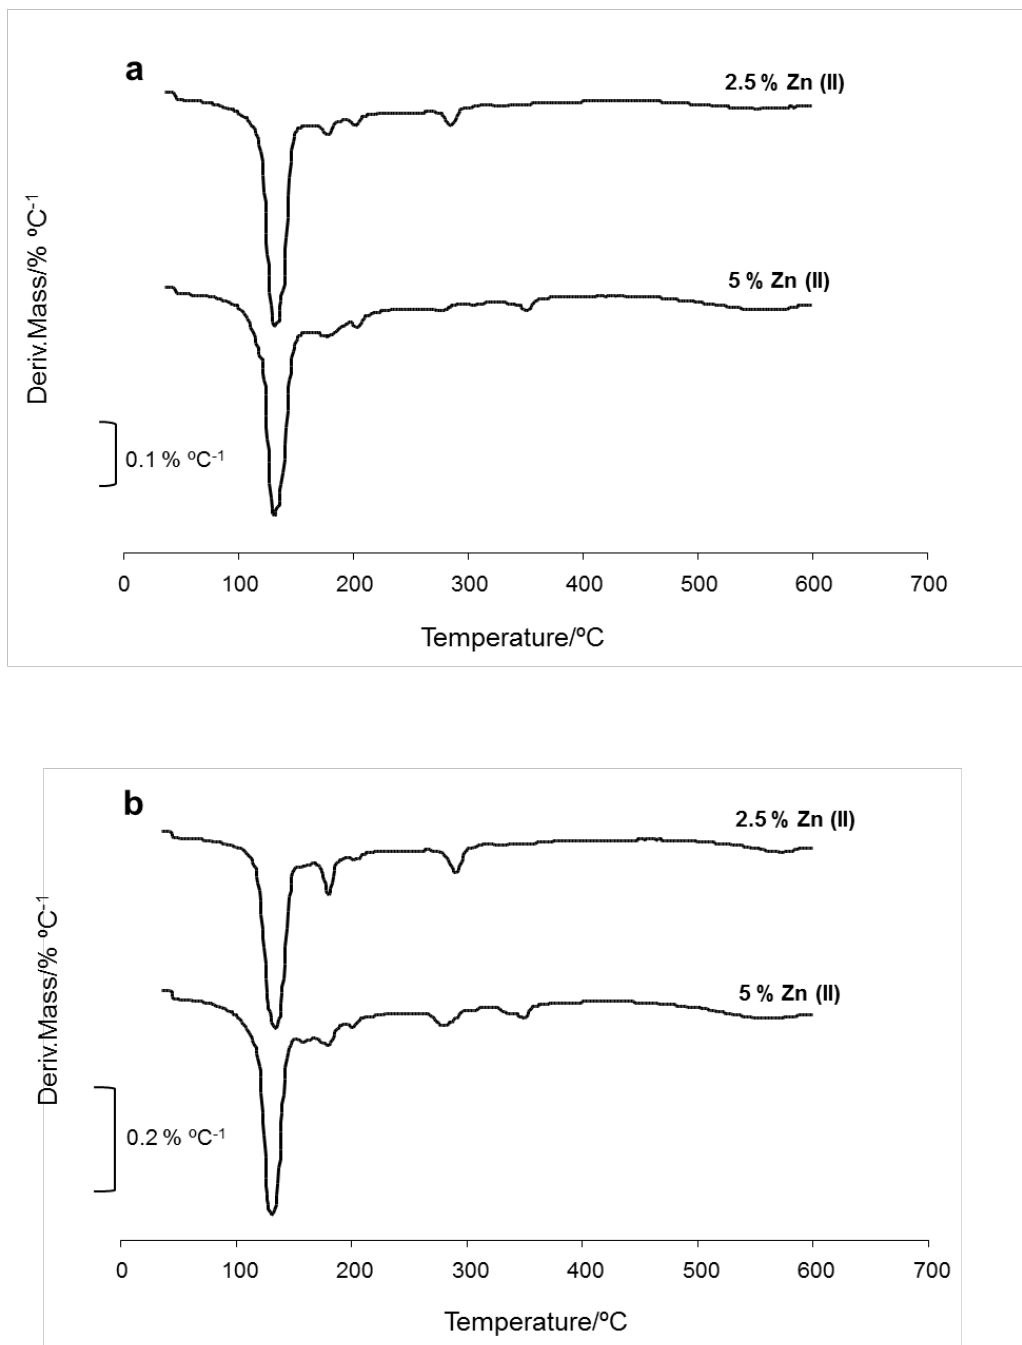 a
2.5 % Zn (II)
5 % Zn (II)
Deriv.Mass/% ºC-1
0.1 % ºC-1
0 100 200 300 400 500 600 700
Temperature/ºC
b
2.5 % Zn (II)
5 % Zn (II)
Deriv.Mass/% ºC-1
0.2 % ºC-1
0 100 200 300 400 500 600 700
Temperature/ºC